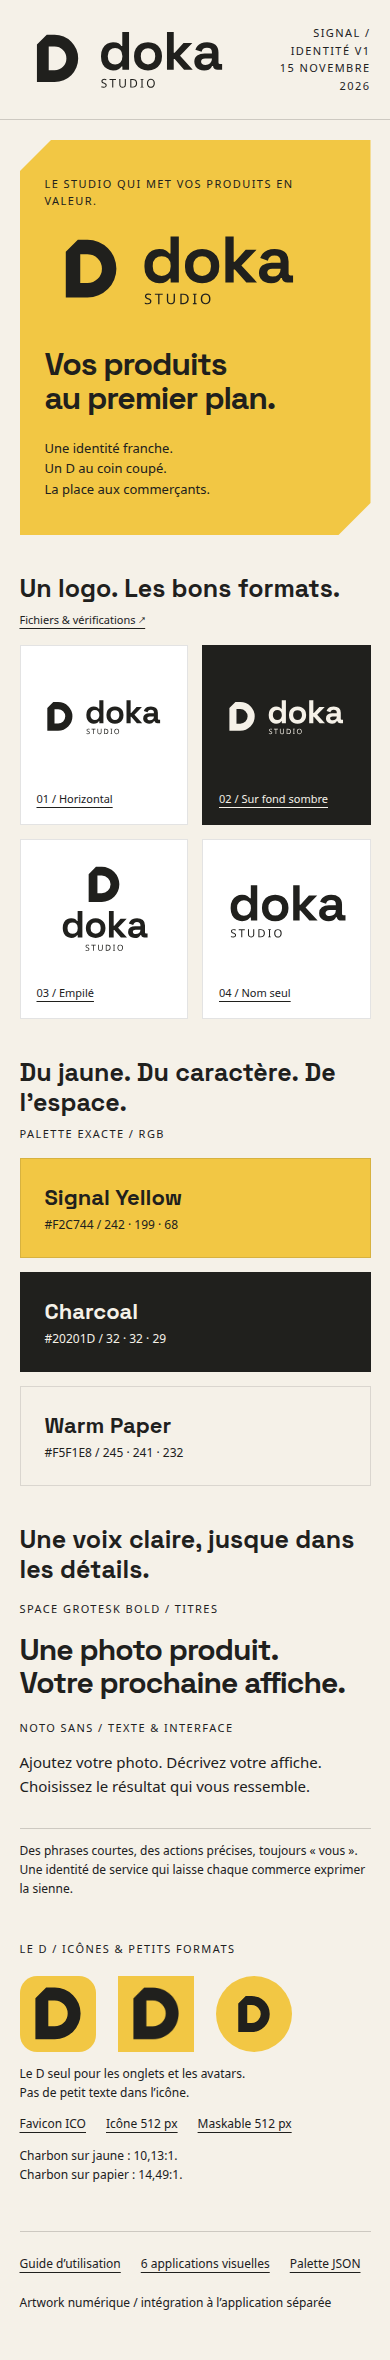 doka
STUDIO
SIGNAL /
IDENTITÉ V1
15 NOVEMBRE
2026
LE STUDIO QUI MET VOS PRODUITS EN
VALEUR.
doka
STUDIO
Vos produits
au premier plan.
Une identité franche.
Un D au coin coupé.
La place aux commerçants.
Un logo. Les bons formats.
Fichiers & vérifications ↗
doka
STUDIO
01 / Horizontal
doka
STUDIO
02 / Sur fond sombre
doka
STUDIO
03 / Empilé
doka
STUDIO
04 / Nom seul
Du jaune. Du caractère. De
l’espace.
PALETTE EXACTE / RGB
Signal Yellow
#F2C744 / 242 · 199 · 68
Charcoal
#20201D / 32 · 32 · 29
Warm Paper
#F5F1E8 / 245 · 241 · 232
Une voix claire, jusque dans
les détails.
SPACE GROTESK BOLD / TITRES
Une photo produit.
Votre prochaine affiche.
NOTO SANS / TEXTE & INTERFACE
Ajoutez votre photo. Décrivez votre affiche.
Choisissez le résultat qui vous ressemble.
Des phrases courtes, des actions précises, toujours « vous ».
Une identité de service qui laisse chaque commerce exprimer
la sienne.
LE D / ICÔNES & PETITS FORMATS
D D D
Le D seul pour les onglets et les avatars.
Pas de petit texte dans l’icône.
Favicon ICO Icône 512 px Maskable 512 px
Charbon sur jaune : 10,13:1.
Charbon sur papier : 14,49:1.
Guide d’utilisation 6 applications visuelles Palette JSON
Artwork numérique / intégration à l’application séparée